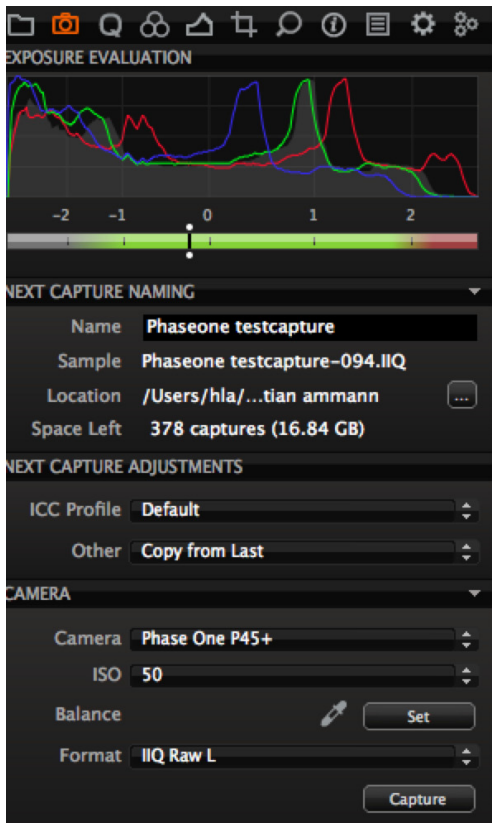 EXPOSURE EVALUATION
-2 -1 0 1 2
NEXT CAPTURE NAMING
Name Phaseone testcapture
Sample Phaseone testcapture-094.IIQ
Location /Users/hla/...tian ammann ...
Space Left 378 captures (16.84 GB)
NEXT CAPTURE ADJUSTMENTS
ICC Profile Default
Other Copy from Last
CAMERA
Camera Phase One P45+
ISO 50
Balance Set
Format IIQ Raw L
Capture